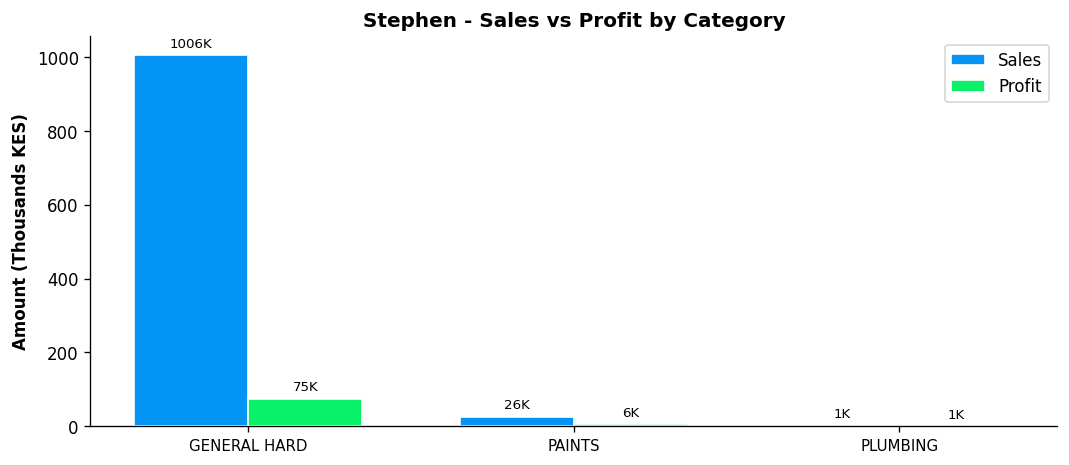 Stephen - Sales vs Profit by Category
Amount (Thousands KES)
1000
800
600
400
200
0
1006K
75K
26K
6K
1K
1K
Sales
Profit
GENERAL HARD
PAINTS
PLUMBING